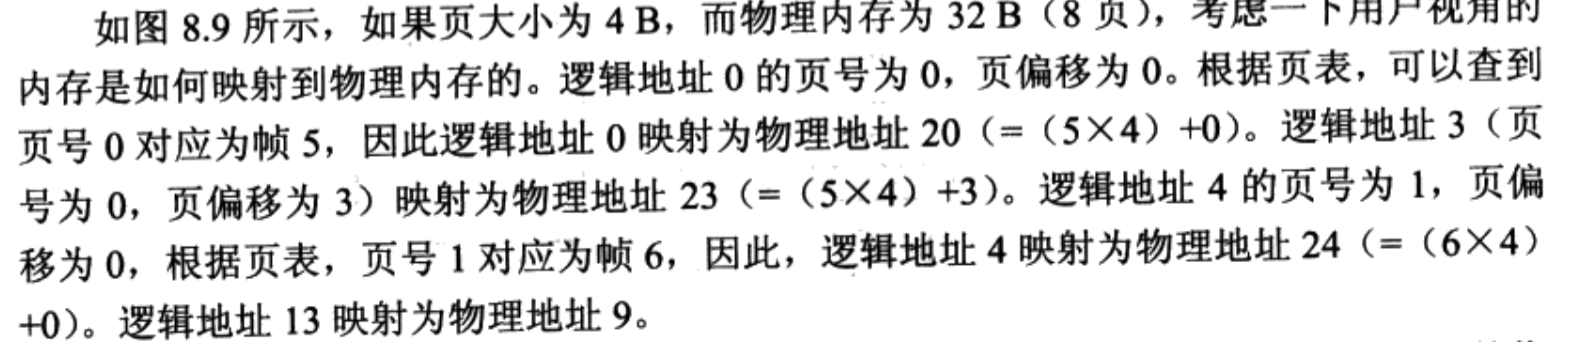 如图 8.9 所示，如果页大小为 4 B，而物理内存为 32 B（8 页），考虑一下用户视角的
内存是如何映射到物理内存的。逻辑地址 0 的页号为 0，页偏移为 0。根据页表，可以查到
页号 0 对应为帧 5，因此逻辑地址 0 映射为物理地址 20（=（5×4）+0）。逻辑地址 3（页
号为 0，页偏移为 3）映射为物理地址 23（=（5×4）+3）。逻辑地址 4 的页号为 1，页偏
移为 0，根据页表，页号 1 对应为帧 6，因此，逻辑地址 4 映射为物理地址 24（=（6×4）
+0）。逻辑地址 13 映射为物理地址 9。